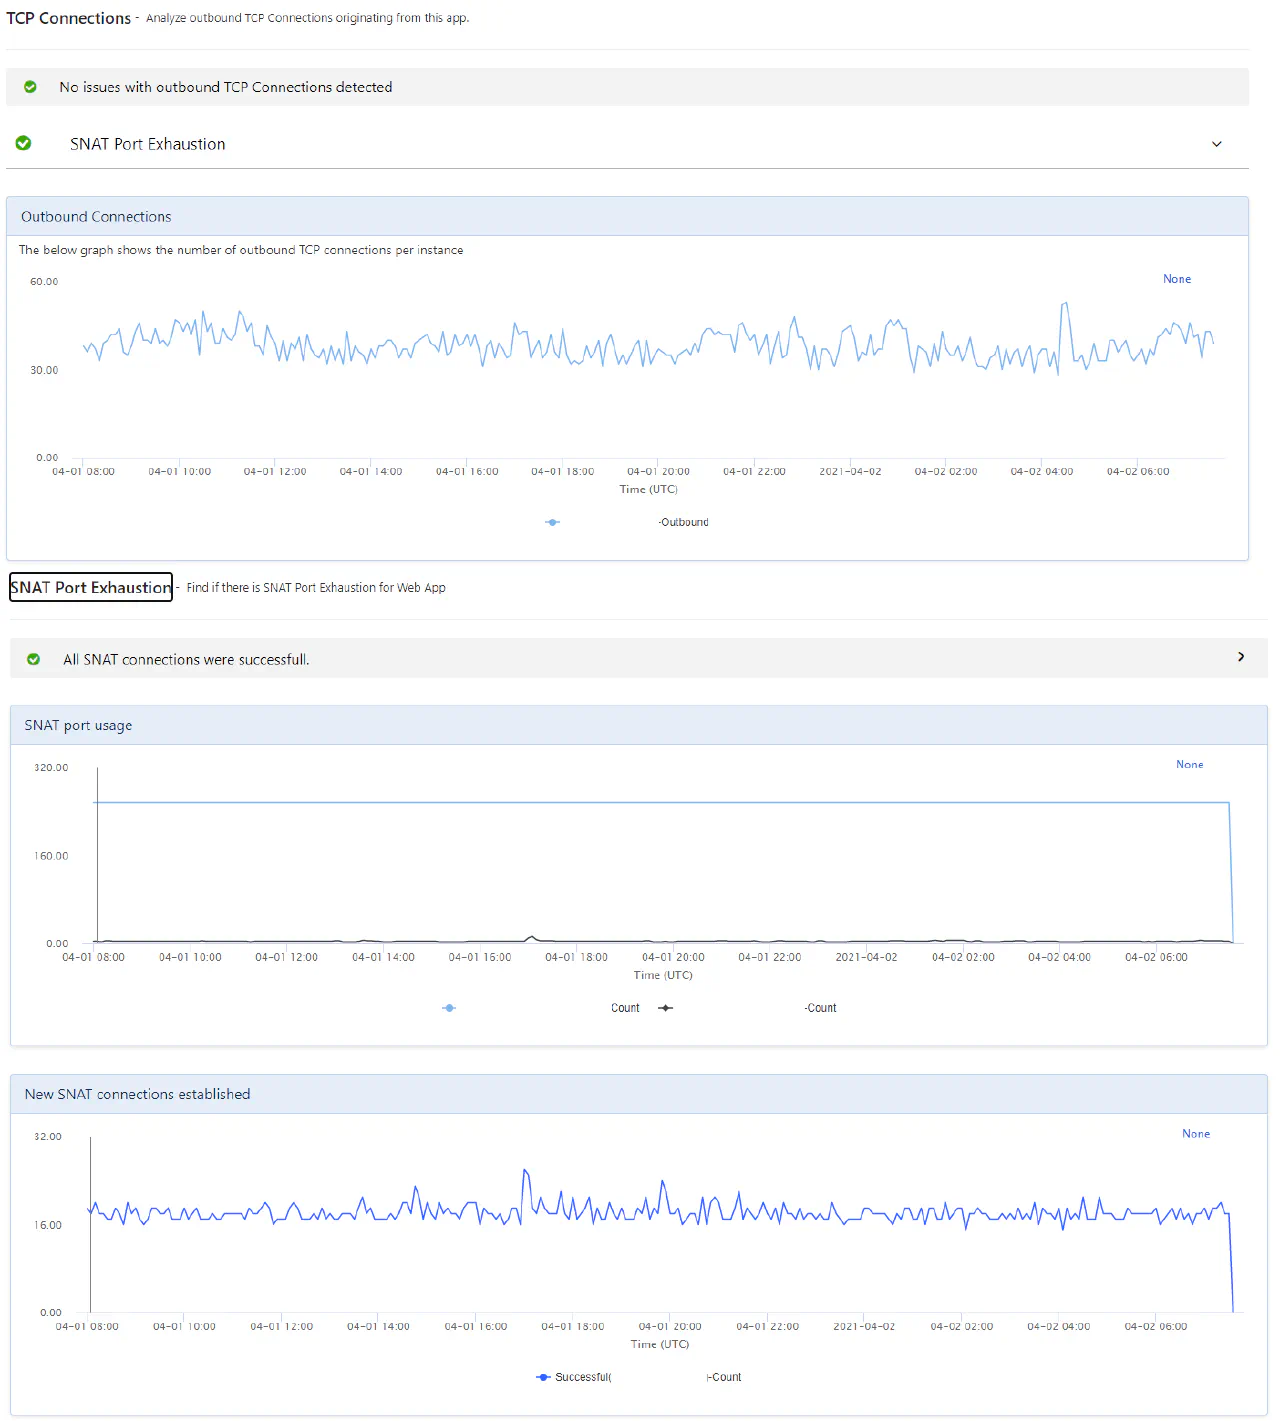 TCP Connections - Analyze outbound TCP Connections originating from this app.
No issues with outbound TCP Connections detected
SNAT Port Exhaustion
Outbound Connections
The below graph shows the number of outbound TCP connections per instance
60.00
None
30.00
0.00
04-01 08:00 04-01 10:00 04-01 12:00 04-01 14:00 04-01 16:00 04-01 18:00 04-01 20:00 04-01 22:00 2021-04-02 04-02 02:00 04-02 04:00 04-02 06:00
Time (UTC)
-Outbound
SNAT Port Exhaustion - Find if there is SNAT Port Exhaustion for Web App
All SNAT connections were successfull.
SNAT port usage
320.00
None
160.00
0.00
04-01 08:00 04-01 10:00 04-01 12:00 04-01 14:00 04-01 16:00 04-01 18:00 04-01 20:00 04-01 22:00 2021-04-02 04-02 02:00 04-02 04:00 04-02 06:00
Time (UTC)
Count -Count
New SNAT connections established
32.00
None
16.00
0.00
04-01 08:00 04-01 10:00 04-01 12:00 04-01 14:00 04-01 16:00 04-01 18:00 04-01 20:00 04-01 22:00 2021-04-02 04-02 02:00 04-02 04:00 04-02 06:00
Time (UTC)
Successful( )-Count